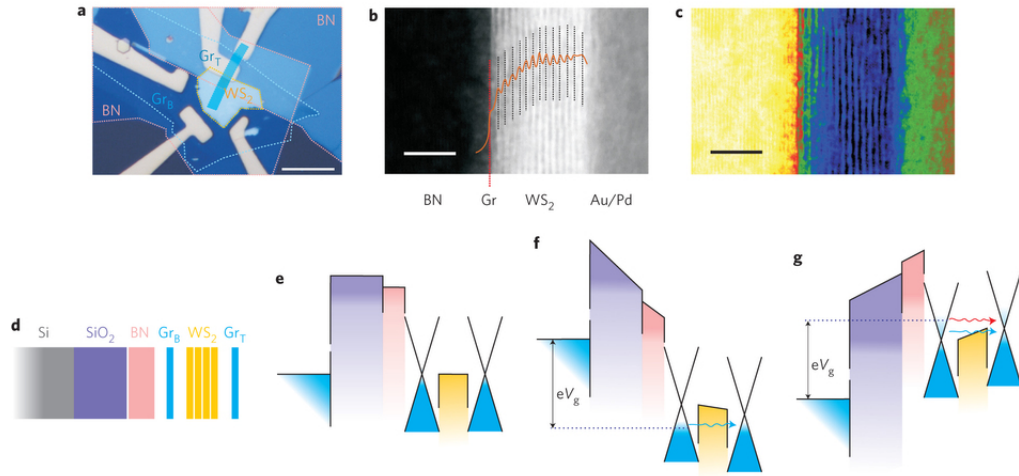 a
BN
Gr_T
WS_2
Gr_B
BN
b
BN Gr WS_2 Au/Pd
c
d
Si SiO_2 BN Gr_B WS_2 Gr_T
e
f
eV_g
g
eV_g